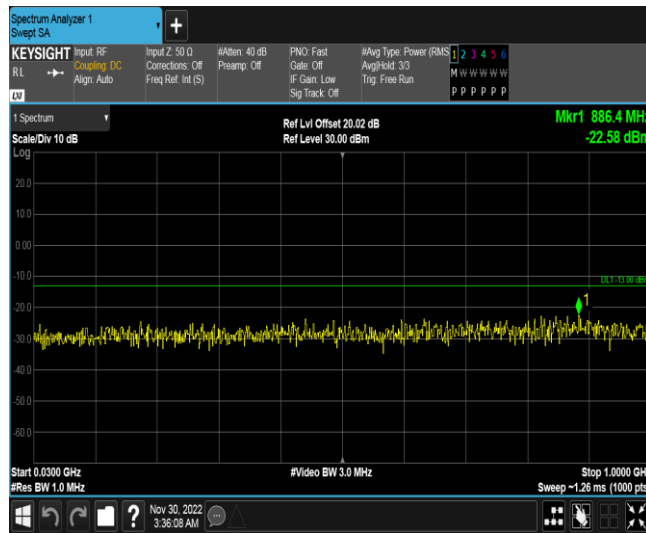 Spectrum Analyzer 1
Swept SA
+
KEYSIGHT
RL
LXI
Input: RF
Coupling: DC
Align: Auto
Input Z: 50 Ω
Corrections: Off
Freq Ref: Int (S)
#Atten: 40 dB
Preamp: Off
PNO: Fast
Gate: Off
IF Gain: Low
Sig Track: Off
#Avg Type: Power (RMS
Avg|Hold: 3/3
Trig: Free Run
1 2 3 4 5 6
M W W W W W
P P P P P P
1 Spectrum
Scale/Div 10 dB
Ref Lvl Offset 20.02 dB
Ref Level 30.00 dBm
Mkr1 886.4 MHz
-22.58 dBm
Log
20.0
10.0
0.00
-10.0
DL1 -13.00 dBm
1
-20.0
-30.0
-40.0
-50.0
-60.0
Start 0.0300 GHz
#Res BW 1.0 MHz
#Video BW 3.0 MHz
Stop 1.0000 GH
Sweep ~1.26 ms (1000 pts
?
Nov 30, 2022
3:36:08 AM